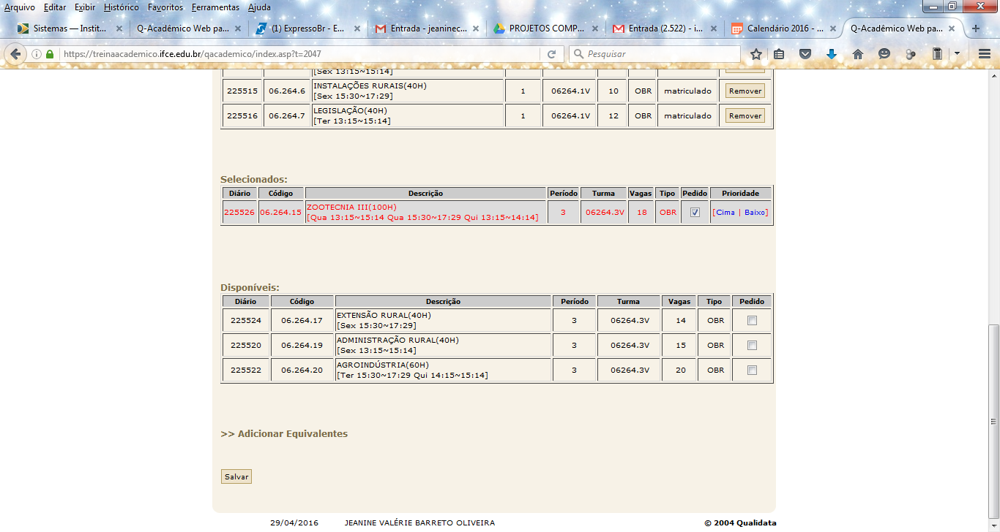 Arquivo Editar Exibir Histórico Favoritos Ferramentas Ajuda
Sistemas — Instit... × Q-Acadêmico Web pa... × (1) ExpressoBr - E... × Entrada - jeaninec... × PROJETOS COMP... × Entrada (2.522) - i... × Calendário 2016 - ... × Q-Acadêmico Web pa... ×
https://treinaacademico.ifce.edu.br/qacademico/index.asp?t=2047 Pesquisar
[Sex 13:15~15:14]
225515 06.264.6 INSTALAÇÕES RURAIS(40H) 1 06264.1V 10 OBR matriculado Remover
[Sex 15:30~17:29]
225516 06.264.7 LEGISLAÇÃO(40H) 1 06264.1V 12 OBR matriculado Remover
[Ter 13:15~15:14]
Selecionados:
Diário Código Descrição Período Turma Vagas Tipo Pedido Prioridade
225526 06.264.15 ZOOTECNIA III(100H) 3 06264.3V 18 OBR [Cima | Baixo]
[Qua 13:15~15:14 Qua 15:30~17:29 Qui 13:15~14:14]
Disponíveis:
Diário Código Descrição Período Turma Vagas Tipo Pedido
225524 06.264.17 EXTENSÃO RURAL(40H) 3 06264.3V 14 OBR
[Sex 15:30~17:29]
225520 06.264.19 ADMINISTRAÇÃO RURAL(40H) 3 06264.3V 15 OBR
[Sex 13:15~15:14]
225522 06.264.20 AGROINDÚSTRIA(60H) 3 06264.3V 20 OBR
[Ter 15:30~17:29 Qui 14:15~15:14]
>> Adicionar Equivalentes
Salvar
29/04/2016 JEANINE VALÉRIE BARRETO OLIVEIRA © 2004 Qualidata